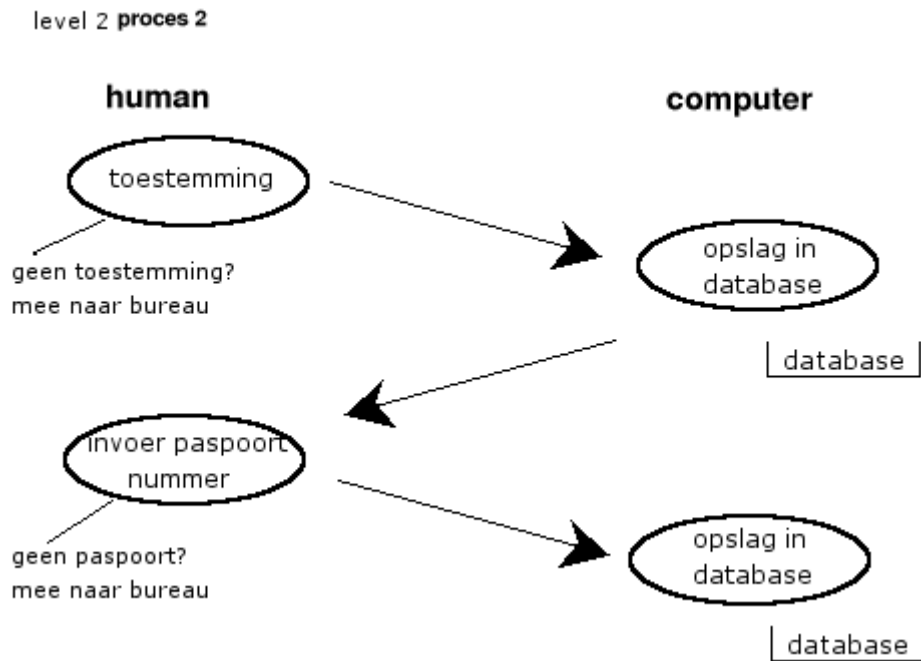 level 2 proces 2
human
computer
toestemming
opslag in
database
geen toestemming?
mee naar bureau
database
invoer paspoort
nummer
opslag in
database
geen paspoort?
mee naar bureau
database